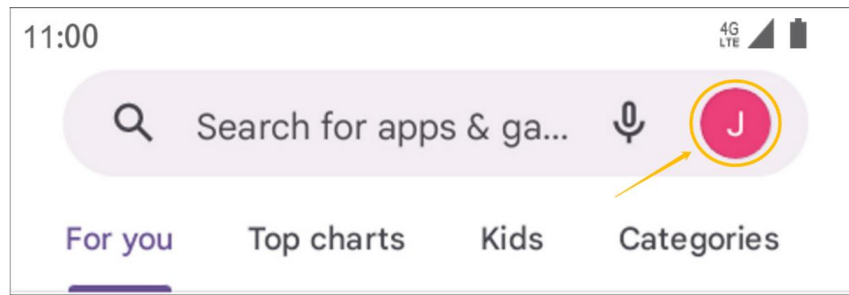 11:00 4G LTE
Search for apps & ga... J
For you Top charts Kids Categories